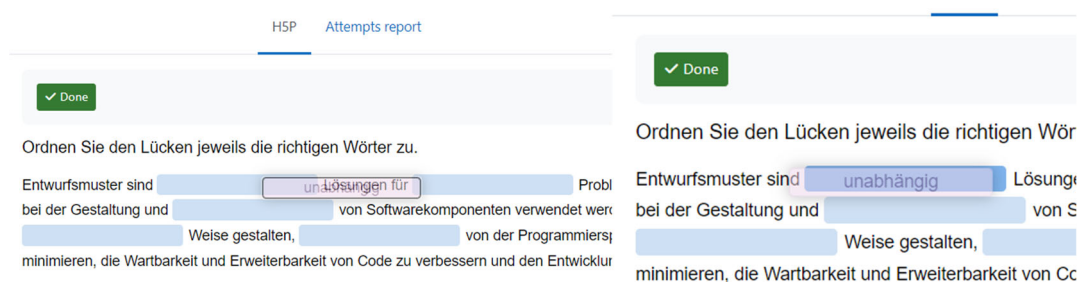 H5P Attempts report
Done
Ordnen Sie den Lücken jeweils die richtigen Wörter zu.
Entwurfsmuster sind unabhängig Lösungen für Probl
bei der Gestaltung und von Softwarekomponenten verwendet werd
Weise gestalten, von der Programmiersp
minimieren, die Wartbarkeit und Erweiterbarkeit von Code zu verbessern und den Entwicklun
Done
Ordnen Sie den Lücken jeweils die richtigen Wör
Entwurfsmuster sind unabhängig Lösunge
bei der Gestaltung und von S
Weise gestalten,
minimieren, die Wartbarkeit und Erweiterbarkeit von Co